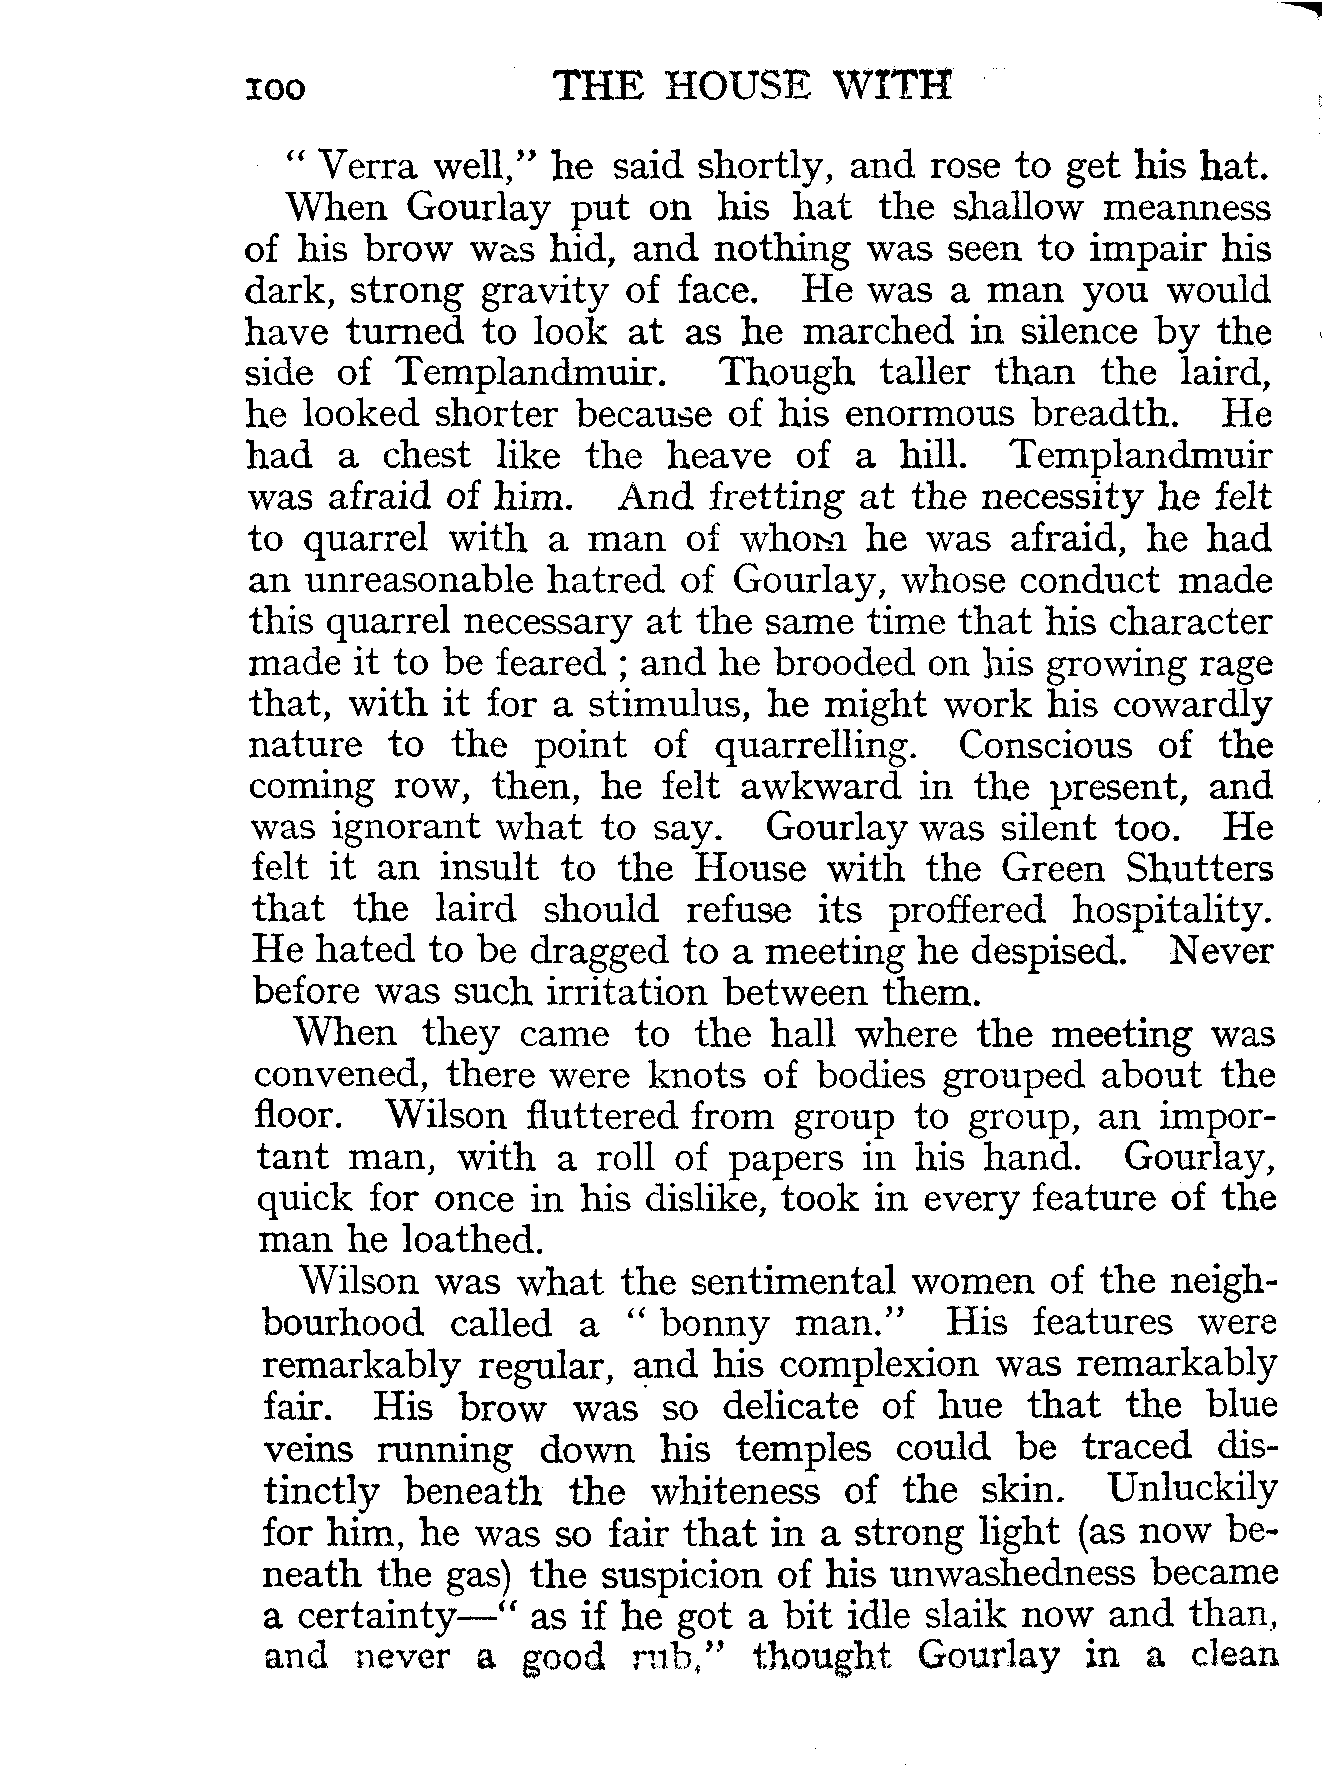 100 THE HOUSE WITH
“ Verra well,” he said shortly, and rose to get his hat.
When Gourlay put on his hat the shallow meanness
of his brow was hid, and nothing was seen to impair his
dark, strong gravity of face. He was a man you would
have turned to look at as he marched in silence by the
side of Templandmuir. Though taller than the laird,
he looked shorter because of his enormous breadth. He
had a chest like the heave of a hill. Templandmuir
was afraid of him. And fretting at the necessity he felt
to quarrel with a man of whom he was afraid, he had
an unreasonable hatred of Gourlay, whose conduct made
this quarrel necessary at the same time that his character
made it to be feared ; and he brooded on his growing rage
that, with it for a stimulus, he might work his cowardly
nature to the point of quarrelling. Conscious of the
coming row, then, he felt awkward in the present, and
was ignorant what to say. Gourlay was silent too. He
felt it an insult to the House with the Green Shutters
that the laird should refuse its proffered hospitality.
He hated to be dragged to a meeting he despised. Never
before was such irritation between them.
When they came to the hall where the meeting was
convened, there were knots of bodies grouped about the
floor. Wilson fluttered from group to group, an impor-
tant man, with a roll of papers in his hand. Gourlay,
quick for once in his dislike, took in every feature of the
man he loathed.
Wilson was what the sentimental women of the neigh-
bourhood called a “ bonny man.” His features were
remarkably regular, and his complexion was remarkably
fair. His brow was so delicate of hue that the blue
veins running down his temples could be traced dis-
tinctly beneath the whiteness of the skin. Unluckily
for him, he was so fair that in a strong light (as now be-
neath the gas) the suspicion of his unwashedness became
a certainty—“ as if he got a bit idle slaik now and than,
and never a good rub,” thought Gourlay in a clean